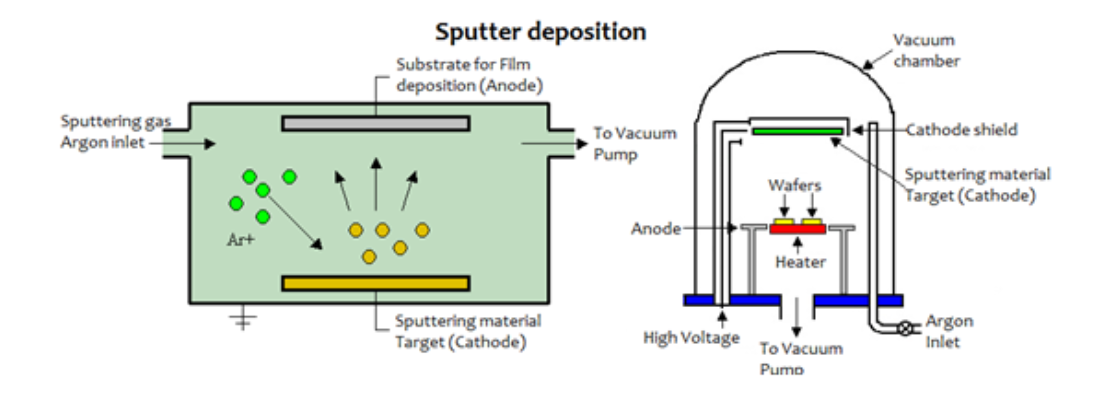 Sputter deposition
Substrate for Film
deposition (Anode)
Sputtering gas
Argon inlet
To Vacuum
Pump
Ar+
Sputtering material
Target (Cathode)
Vacuum
chamber
Cathode shield
Sputtering material
Target (Cathode)
Wafers
Anode
Heater
High Voltage
To Vacuum
Pump
Argon
Inlet